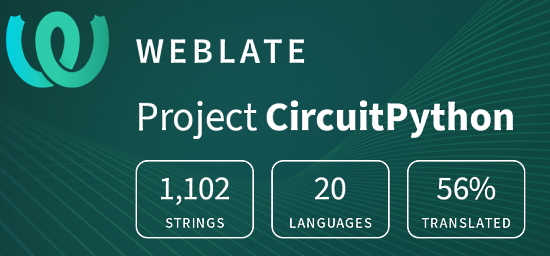 WEBLATE
Project CircuitPython
1,102 20 56%
STRINGS LANGUAGES TRANSLATED